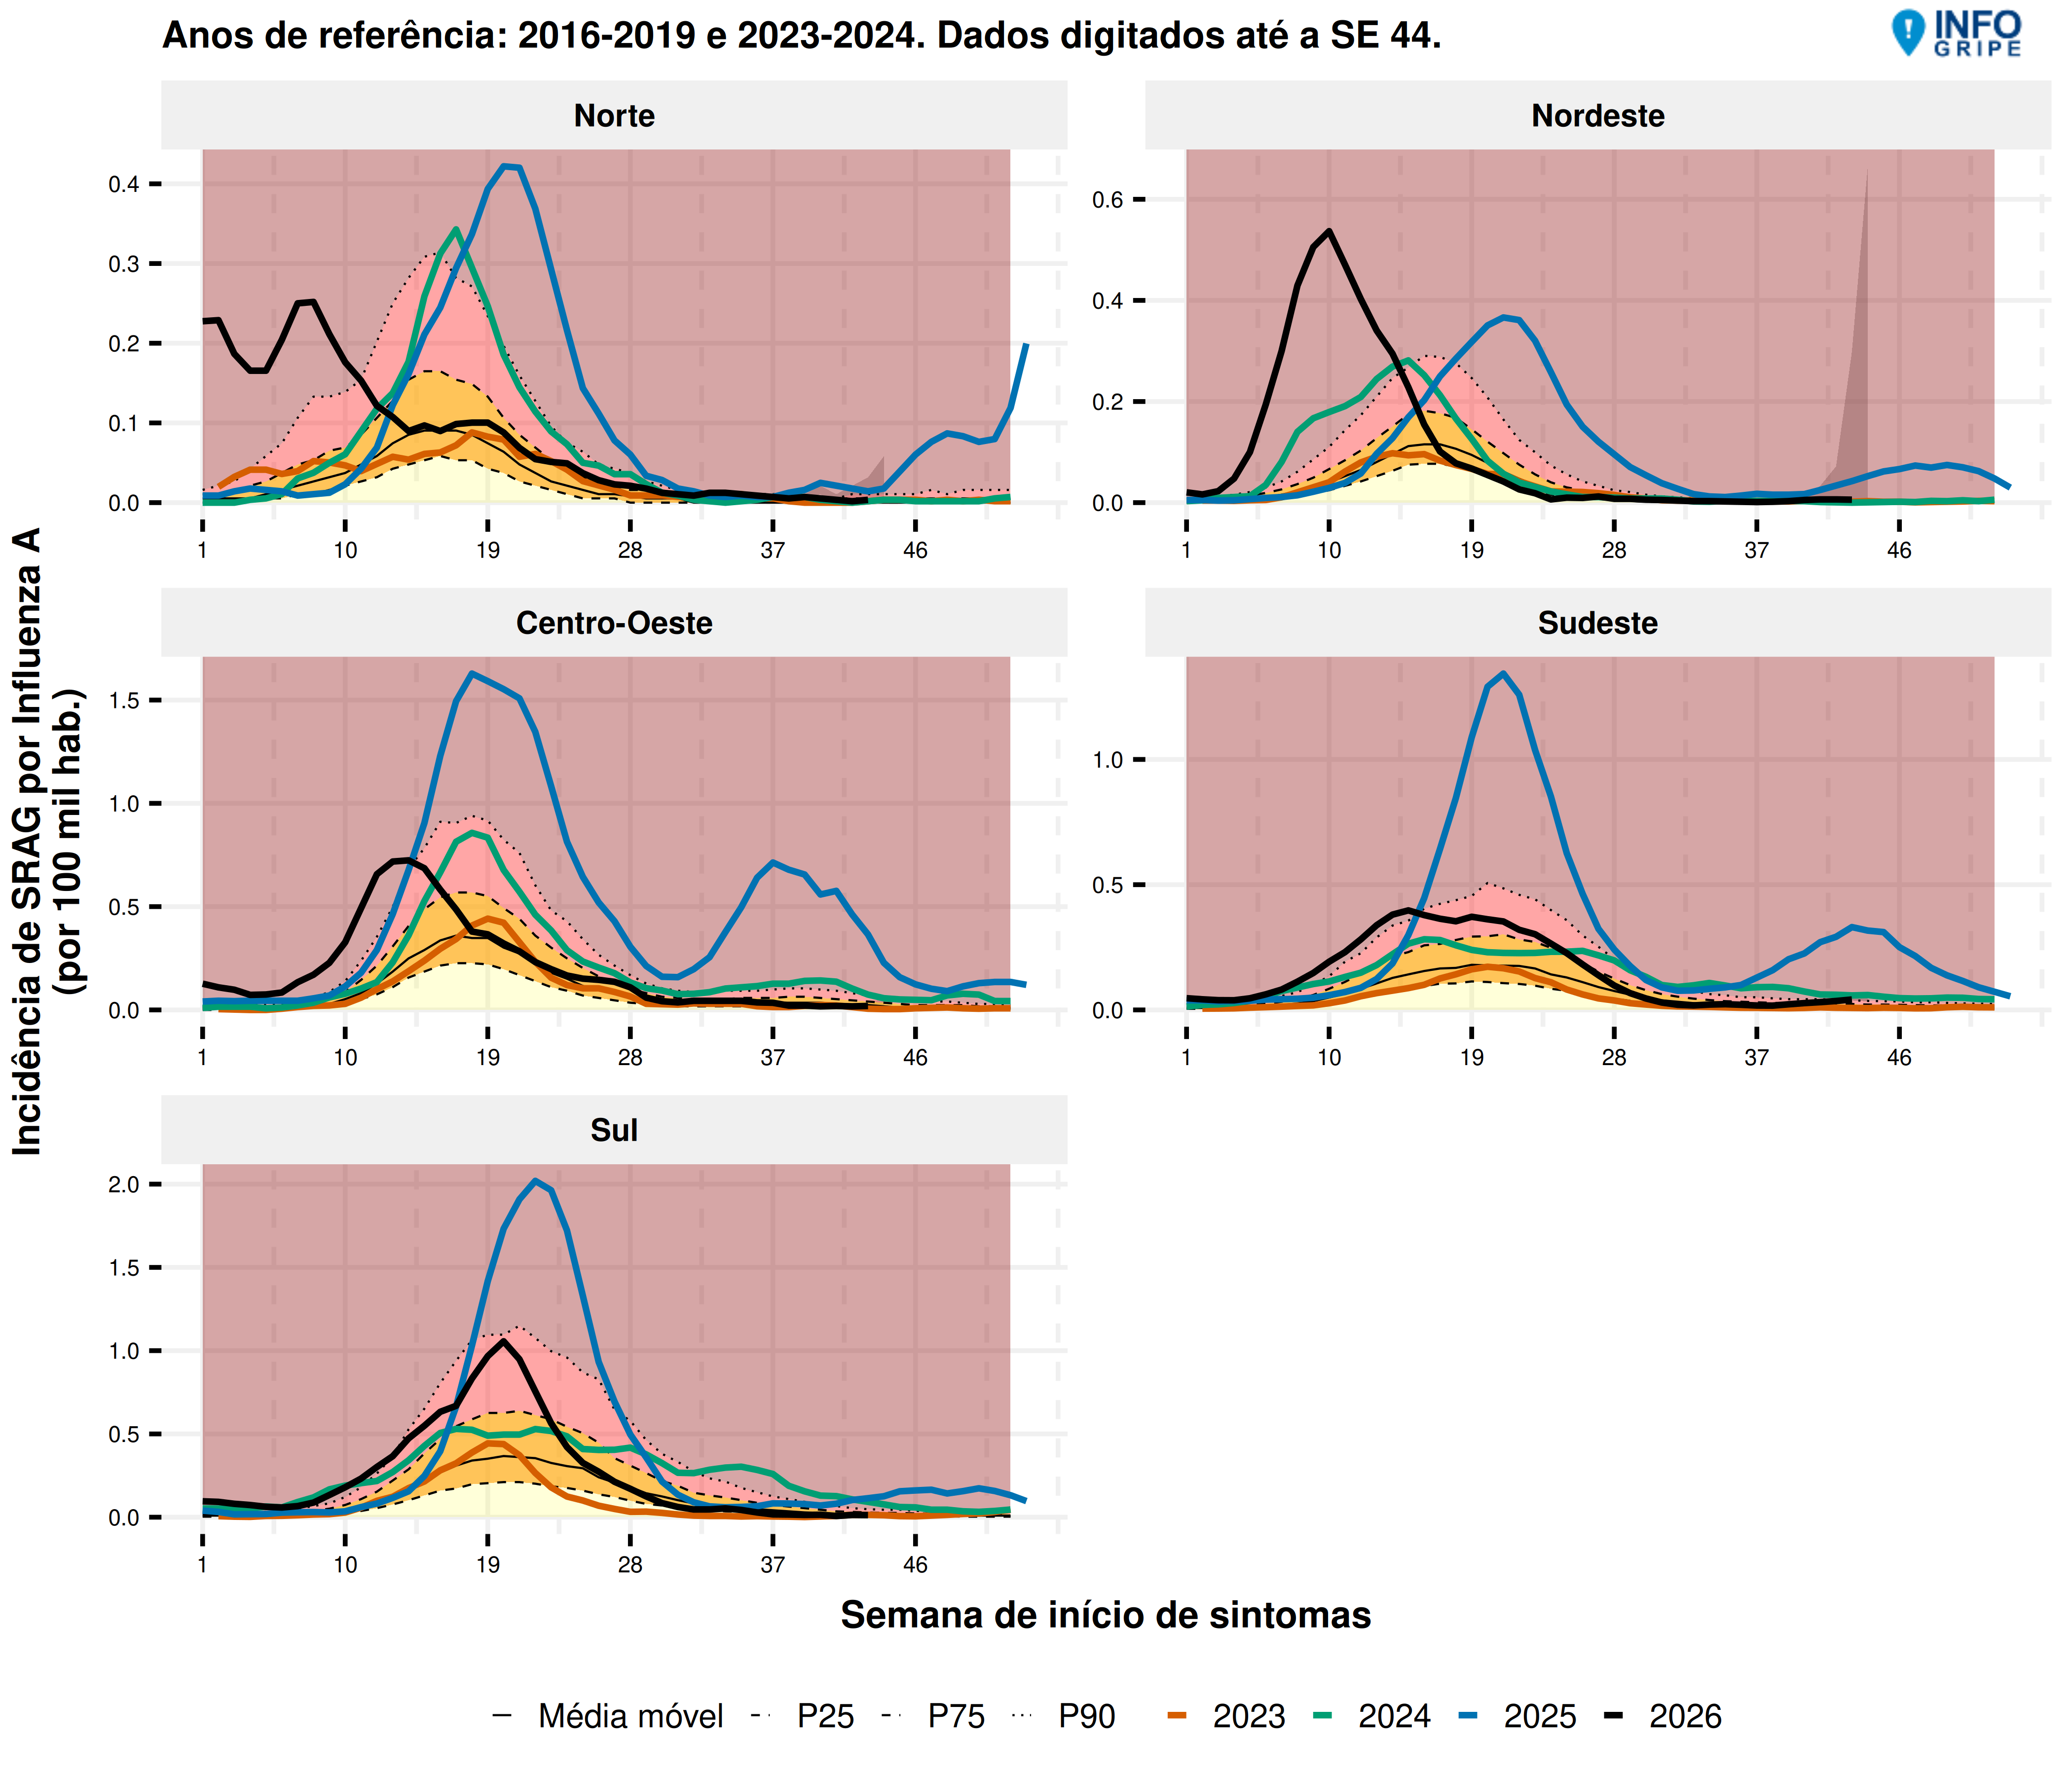 Anos de referência: 2016-2019 e 2023-2024. Dados digitados até a SE 44.
INFO
GRIPE
Norte
0.4
0.3
0.2
0.1
0.0
1 10 19 28 37 46
Nordeste
0.6
0.4
0.2
0.0
1 10 19 28 37 46
Centro-Oeste
1.5
1.0
0.5
0.0
1 10 19 28 37 46
Sudeste
1.0
0.5
0.0
1 10 19 28 37 46
Sul
2.0
1.5
1.0
0.5
0.0
1 10 19 28 37 46
Incidência de SRAG por Influenza A
(por 100 mil hab.)
Semana de início de sintomas
Média móvel P25 P75 P90 2023 2024 2025 2026